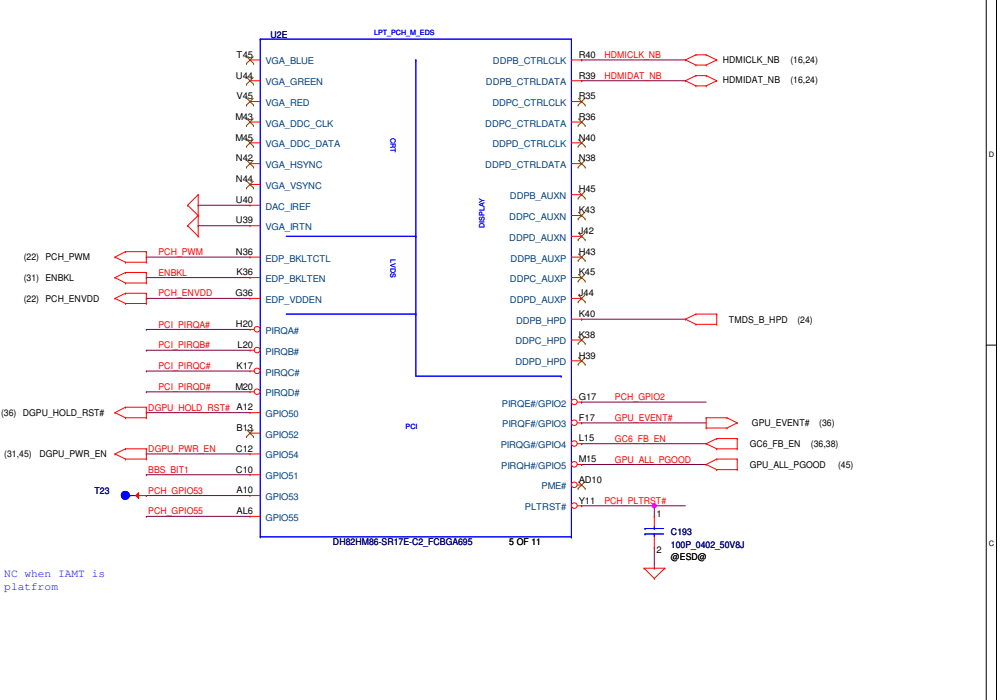 U2E
LPT_PCH_M_EDS
T45 VGA_BLUE
U44 VGA_GREEN
V45 VGA_RED
M43 VGA_DDC_CLK
M45 VGA_DDC_DATA
N42 VGA_HSYNC
N44 VGA_VSYNC
U40 DAC_IREF
U39 VGA_IRTN
CRT
(22) PCH_PWM PCH_PWM N36 EDP_BKLTCTL
(31) ENBKL ENBKL K36 EDP_BKLTEN
(22) PCH_ENVDD PCH_ENVDD G36 EDP_VDDEN
LVDS
PCI_PIRQA# H20 PIRQA#
PCI_PIRQB# L20 PIRQB#
PCI_PIRQC# K17 PIRQC#
PCI_PIRQD# M20 PIRQD#
(36) DGPU_HOLD_RST# DGPU_HOLD_RST# A12 GPIO50
B13 GPIO52
(31,45) DGPU_PWR_EN DGPU_PWR_EN C12 GPIO54
BBS_BIT1 C10 GPIO51
T23 PCH_GPIO53 A10 GPIO53
PCH_GPIO55 AL6 GPIO55
PCI
DISPLAY
DDPB_CTRLCLK R40 HDMICLK_NB HDMICLK_NB (16,24)
DDPB_CTRLDATA R39 HDMIDAT_NB HDMIDAT_NB (16,24)
DDPC_CTRLCLK R35
DDPC_CTRLDATA R36
DDPD_CTRLCLK N40
DDPD_CTRLDATA N38
DDPB_AUXN H45
DDPC_AUXN K43
DDPD_AUXN J42
DDPB_AUXP H43
DDPC_AUXP K45
DDPD_AUXP J44
DDPB_HPD K40 TMDS_B_HPD (24)
DDPC_HPD K38
DDPD_HPD H39
PIRQE#/GPIO2 G17 PCH_GPIO2
PIRQF#/GPIO3 F17 GPU_EVENT# GPU_EVENT# (36)
PIRQG#/GPIO4 L15 GC6_FB_EN GC6_FB_EN (36,38)
PIRQH#/GPIO5 M15 GPU_ALL_PGOOD GPU_ALL_PGOOD (45)
PME# AD10
PLTRST# Y11 PCH_PLTRST#
DH82HM86-SR17E-C2_FCBGA695
5 OF 11
1
2
C193
100P_0402_50V8J
@ESD@
NC when IAMT is
platfrom
D
C